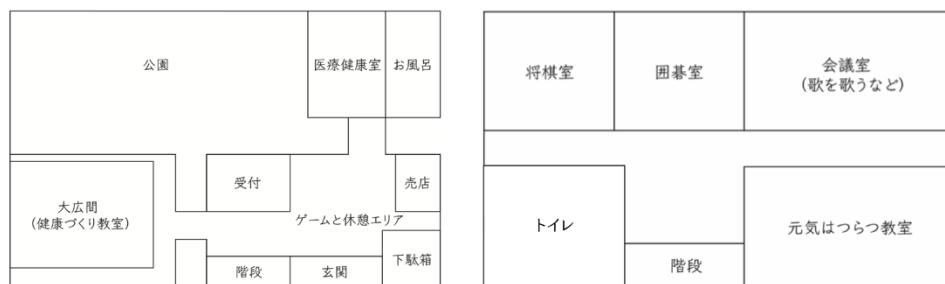 公園
医療健康室
お風呂
受付
売店
大広間
(健康づくり教室)
ゲームと休憩エリア
下駄箱
階段
玄関
将棋室
囲碁室
会議室
(歌を歌うなど)
トイレ
元気はつらつ教室
階段